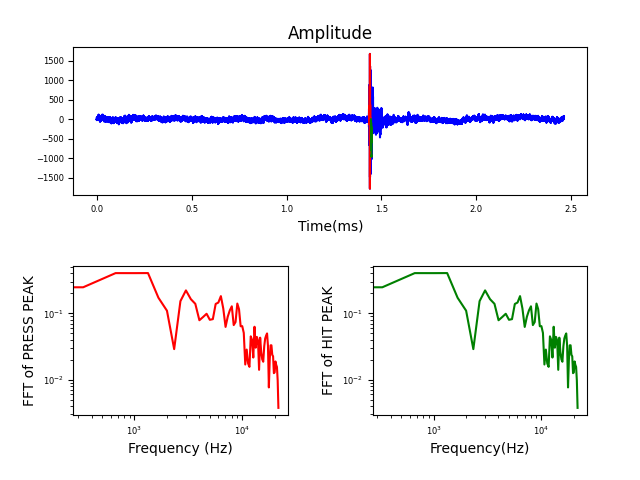 Amplitude
1500
1000
500
0
−500
−1000
−1500
0.0 0.5 1.0 1.5 2.0 2.5
Time(ms)
FFT of PRESS PEAK
10⁻¹
10⁻²
10³ 10⁴
Frequency (Hz)
FFT of HIT PEAK
10⁻¹
10⁻²
10³ 10⁴
Frequency(Hz)